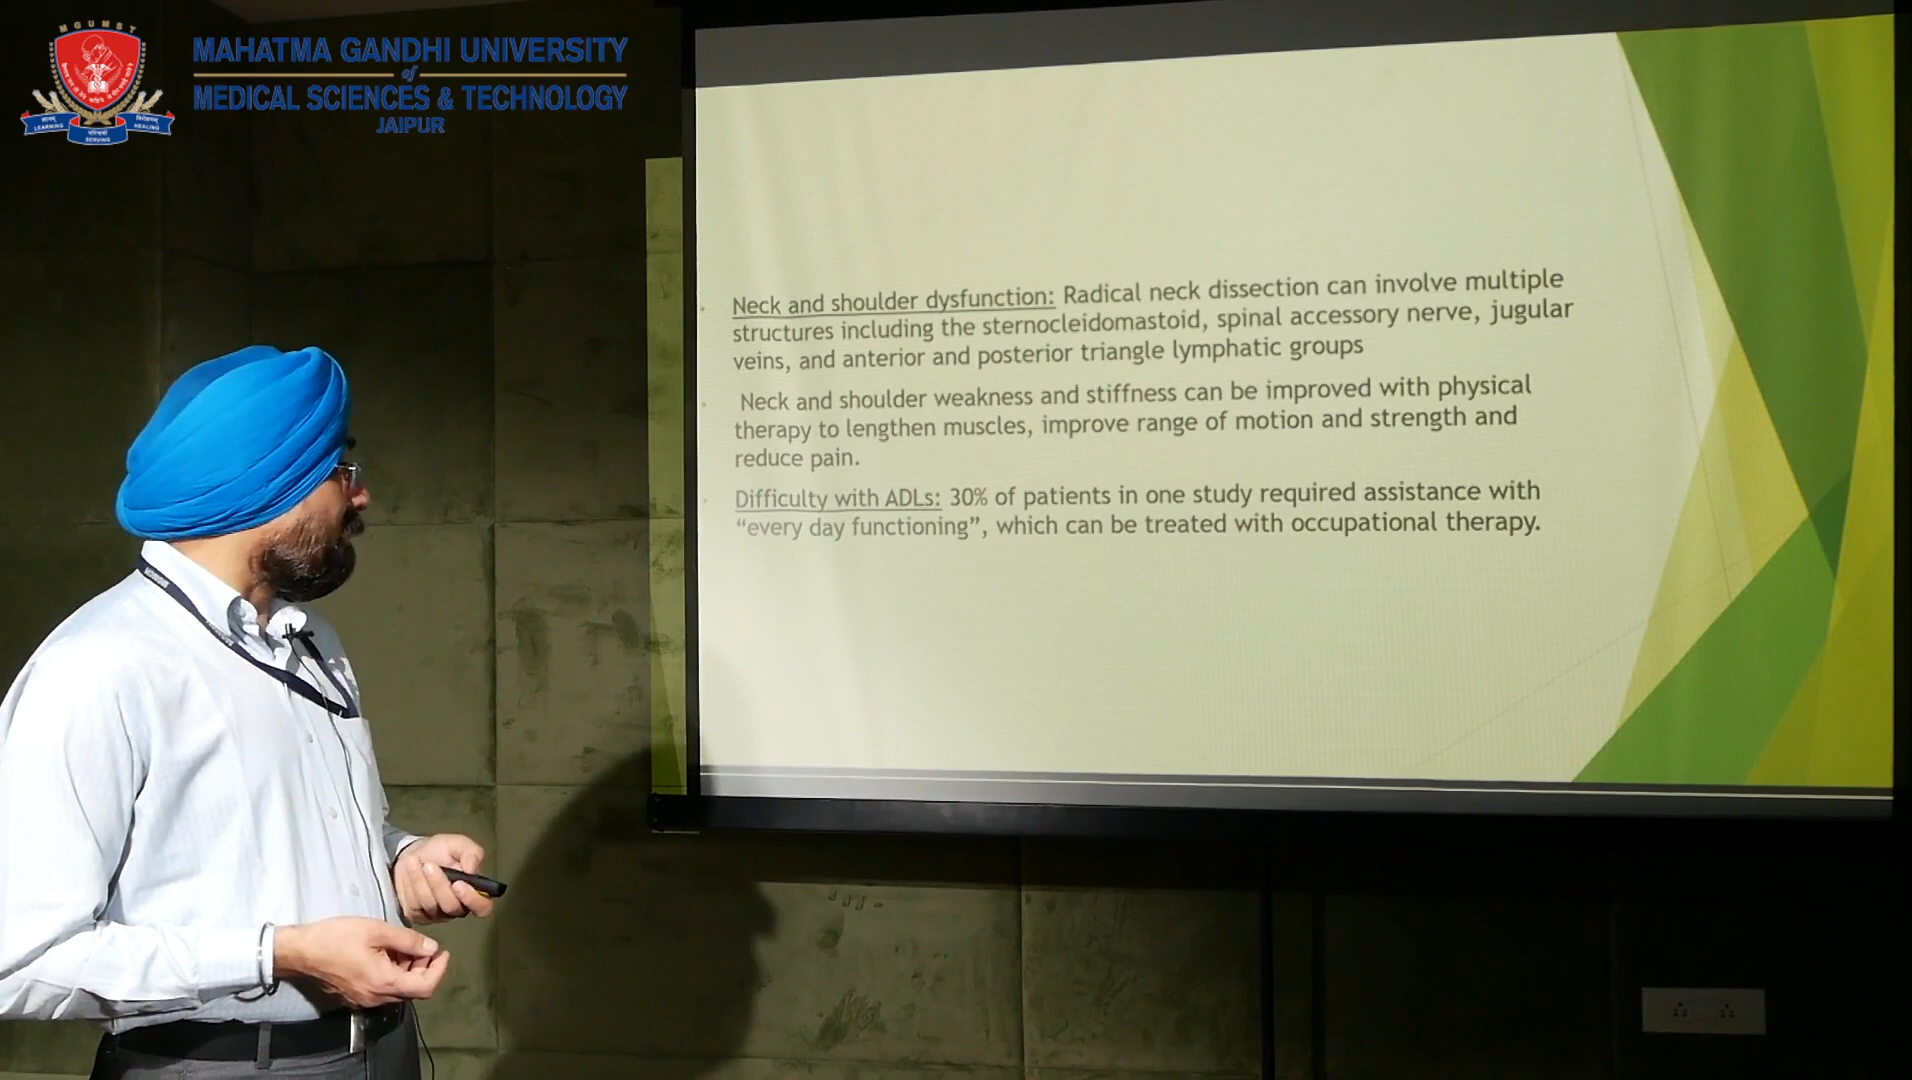 MGUMST
LEARNING
SERVING
HEALING
MAHATMA GANDHI UNIVERSITY
of
MEDICAL SCIENCES & TECHNOLOGY
JAIPUR
Neck and shoulder dysfunction: Radical neck dissection can involve multiple
structures including the sternocleidomastoid, spinal accessory nerve, jugular
veins, and anterior and posterior triangle lymphatic groups
Neck and shoulder weakness and stiffness can be improved with physical
therapy to lengthen muscles, improve range of motion and strength and
reduce pain.
Difficulty with ADLs: 30% of patients in one study required assistance with
“every day functioning”, which can be treated with occupational therapy.